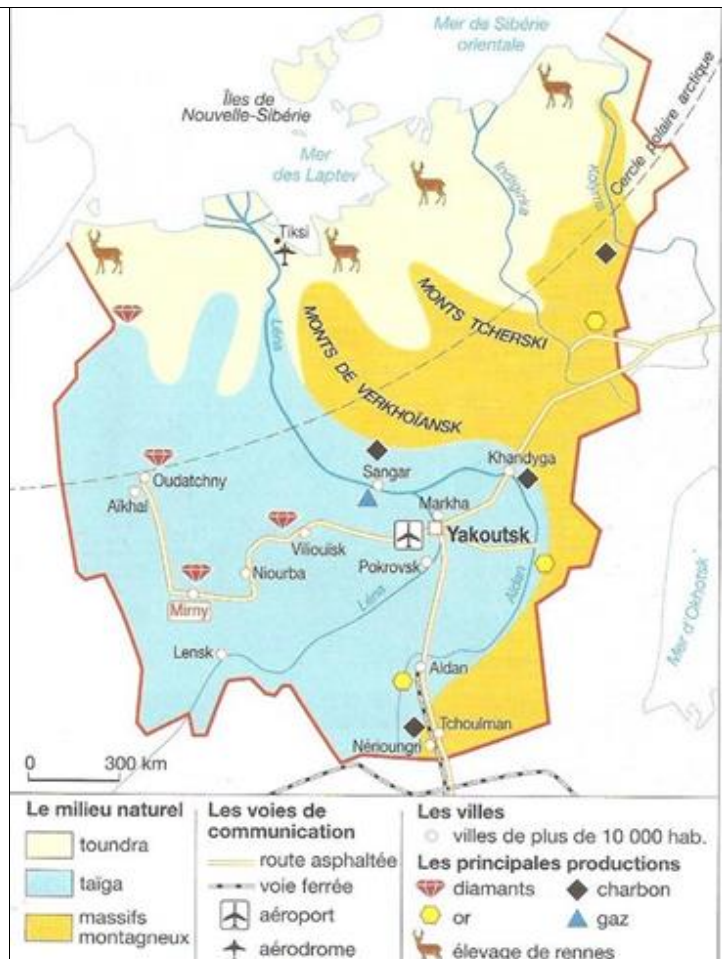 Mer de Sibérie
orientale
Îles de
Nouvelle-Sibérie
Mer
des Laptev
Cercle polaire arctique
Indigirka
Kolyma
Tiksi
Léna
MONTS TCHERSKI
MONTS DE VERKHOÏANSK
Oudatchny
Aïkhal
Sangar
Khandyga
Markha
Yakoutsk
Viliouïsk
Niourba
Pokrovsk
Mirny
Léna
Aldan
Mer d'Okhotsk
Lensk
Aldan
Tchoulman
Nérioungri
0 300 km
Le milieu naturel
toundra
taïga
massifs
montagneux
Les voies de
communication
route asphaltée
voie ferrée
aéroport
aérodrome
Les villes
villes de plus de 10 000 hab.
Les principales productions
diamants
charbon
or
gaz
élevage de rennes